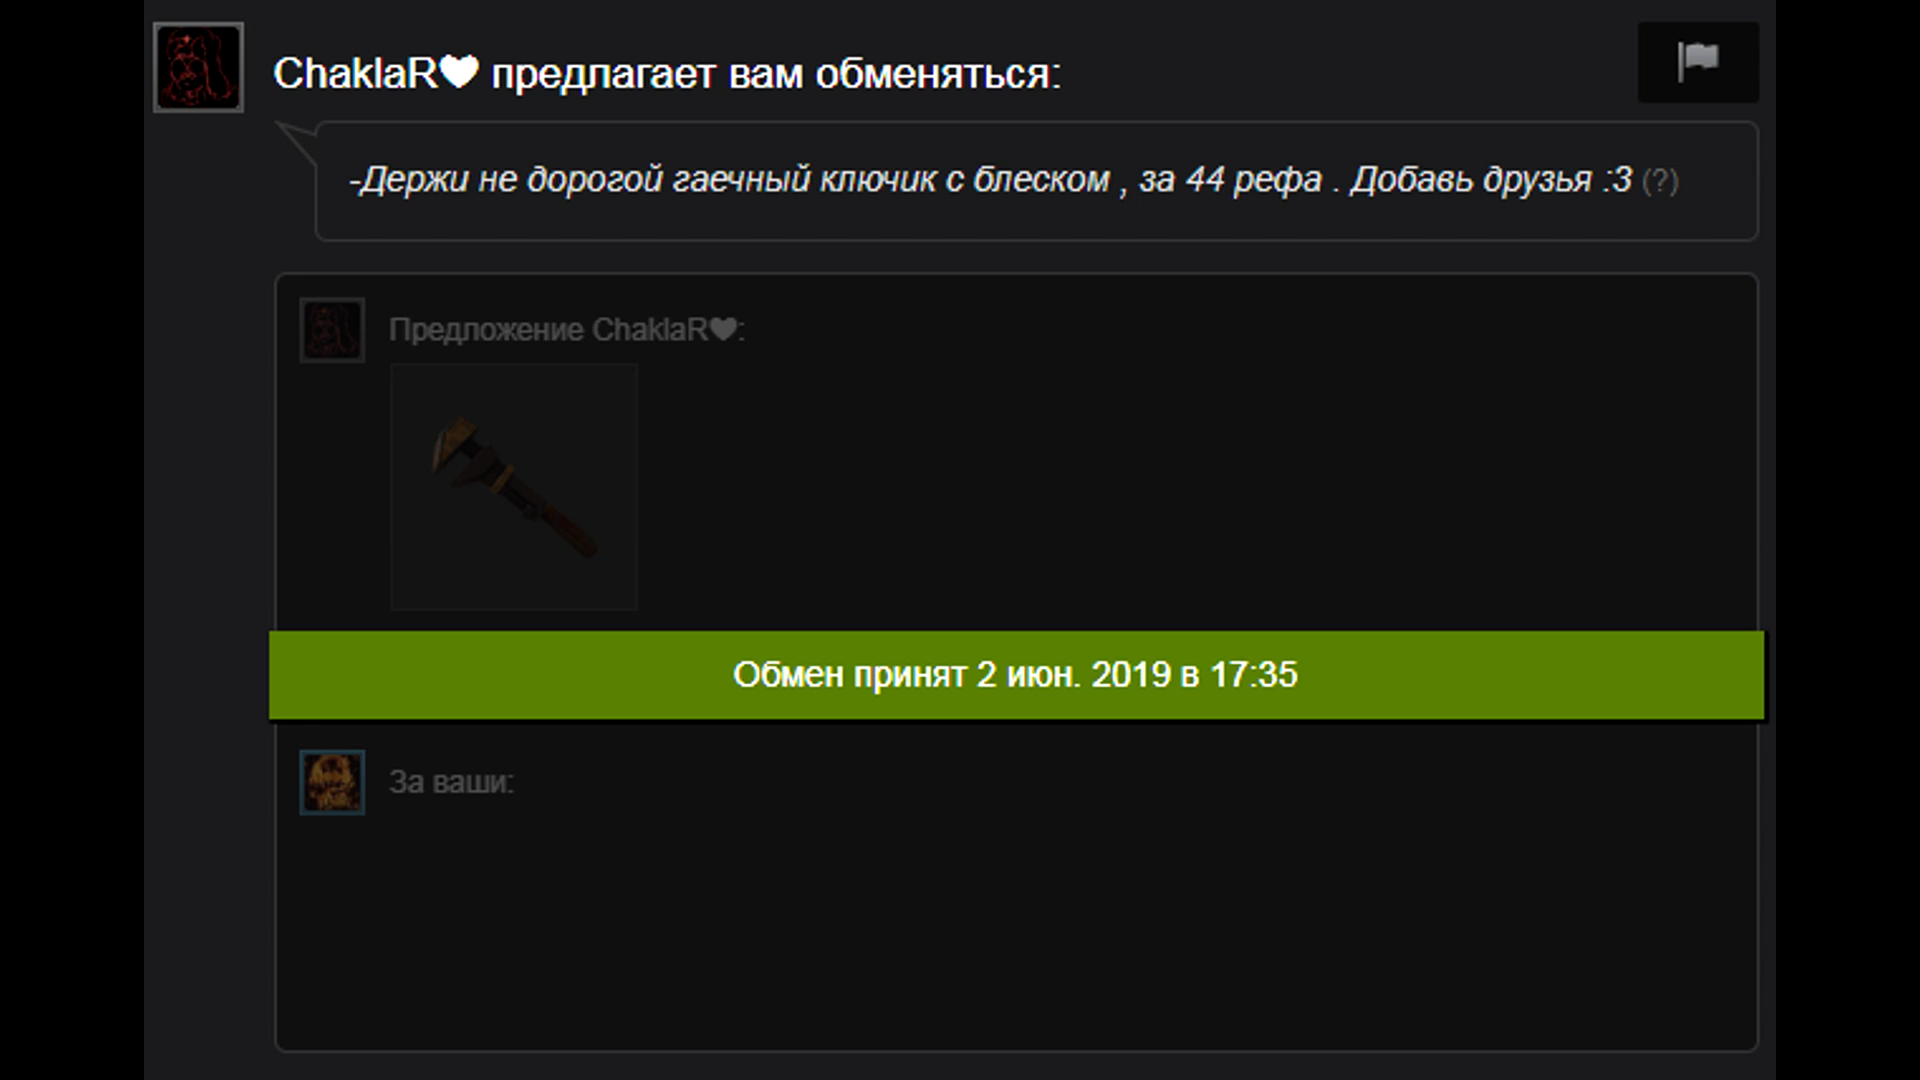 ChaklaR♥ предлагает вам обменяться:
-Держи не дорогой гаечный ключик с блеском , за 44 рефа . Добавь друзья :3 (?)
Предложение ChaklaR♥:
Обмен принят 2 июн. 2019 в 17:35
За ваши: